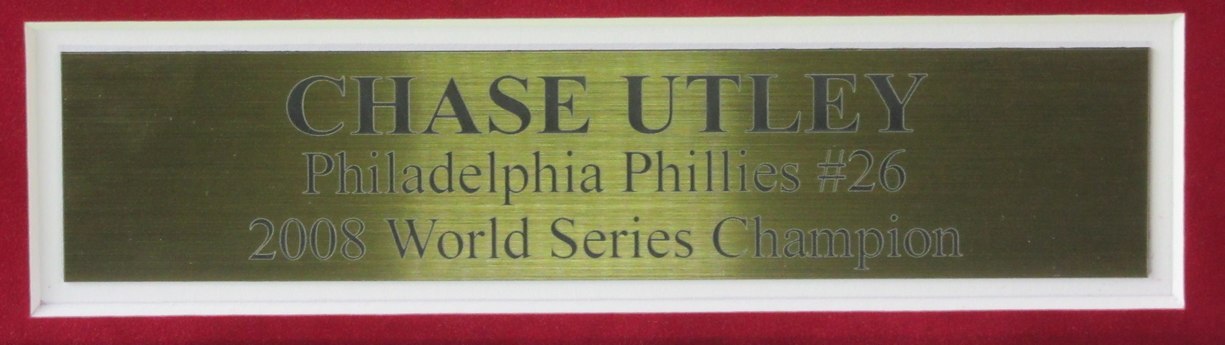 CHASE UTLEY
Philadelphia Phillies #26
2008 World Series Champion